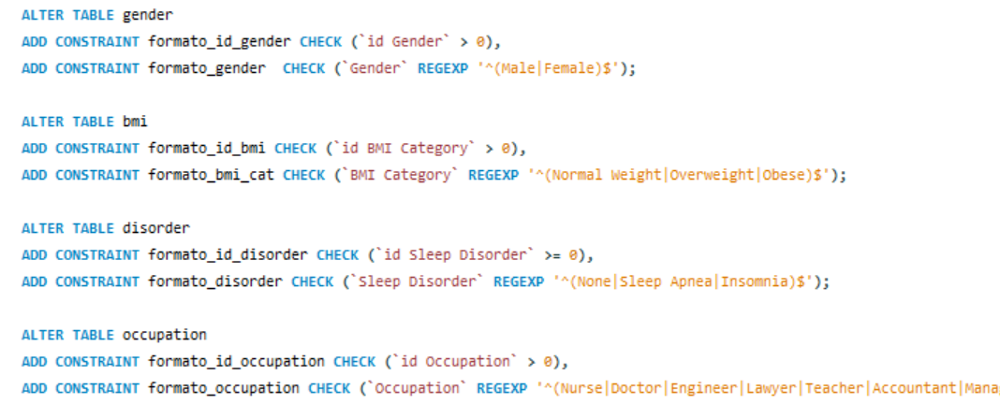 ALTER TABLE gender
ADD CONSTRAINT formato_id_gender CHECK (`id Gender` > 0),
ADD CONSTRAINT formato_gender  CHECK (`Gender` REGEXP '^(Male|Female)$');
ALTER TABLE bmi
ADD CONSTRAINT formato_id_bmi CHECK (`id BMI Category` > 0),
ADD CONSTRAINT formato_bmi_cat CHECK (`BMI Category` REGEXP '^(Normal Weight|Overweight|Obese)$');
ALTER TABLE disorder
ADD CONSTRAINT formato_id_disorder CHECK (`id Sleep Disorder` >= 0),
ADD CONSTRAINT formato_disorder CHECK (`Sleep Disorder` REGEXP '^(None|Sleep Apnea|Insomnia)$');
ALTER TABLE occupation
ADD CONSTRAINT formato_id_occupation CHECK (`id Occupation` > 0),
ADD CONSTRAINT formato_occupation CHECK (`Occupation` REGEXP '^(Nurse|Doctor|Engineer|Lawyer|Teacher|Accountant|Mana